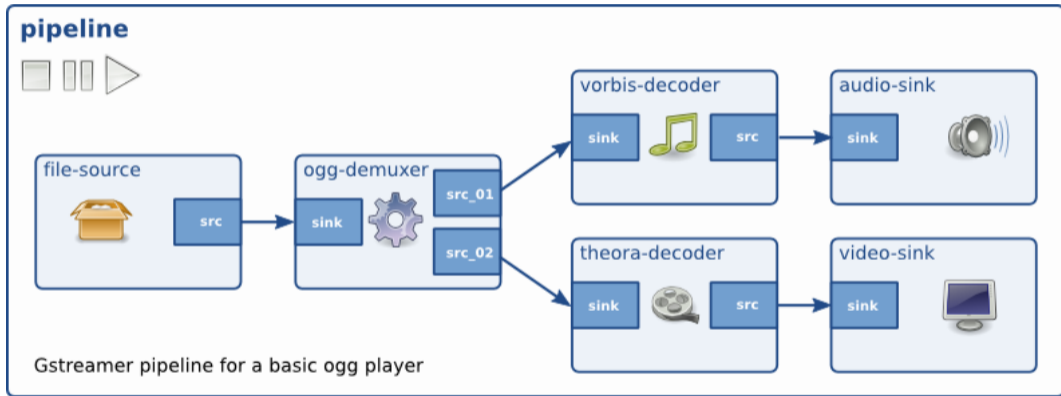 pipeline
file-source
src
ogg-demuxer
sink
src_01
src_02
vorbis-decoder
sink
src
audio-sink
sink
theora-decoder
sink
src
video-sink
sink
Gstreamer pipeline for a basic ogg player